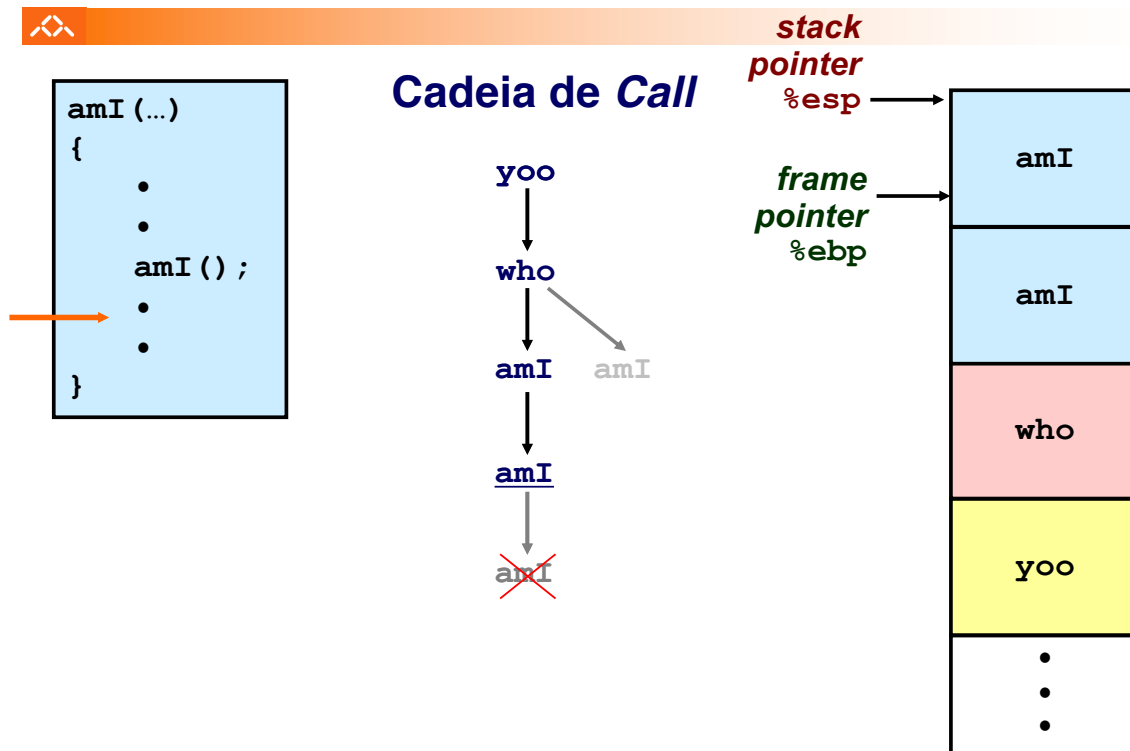 Cadeia de Call
amI(…)
{
•
•
amI();
•
•
}
yoo
who
amI amI
amI
amI
stack
pointer
%esp
frame
pointer
%ebp
amI
amI
who
yoo
•
•
•